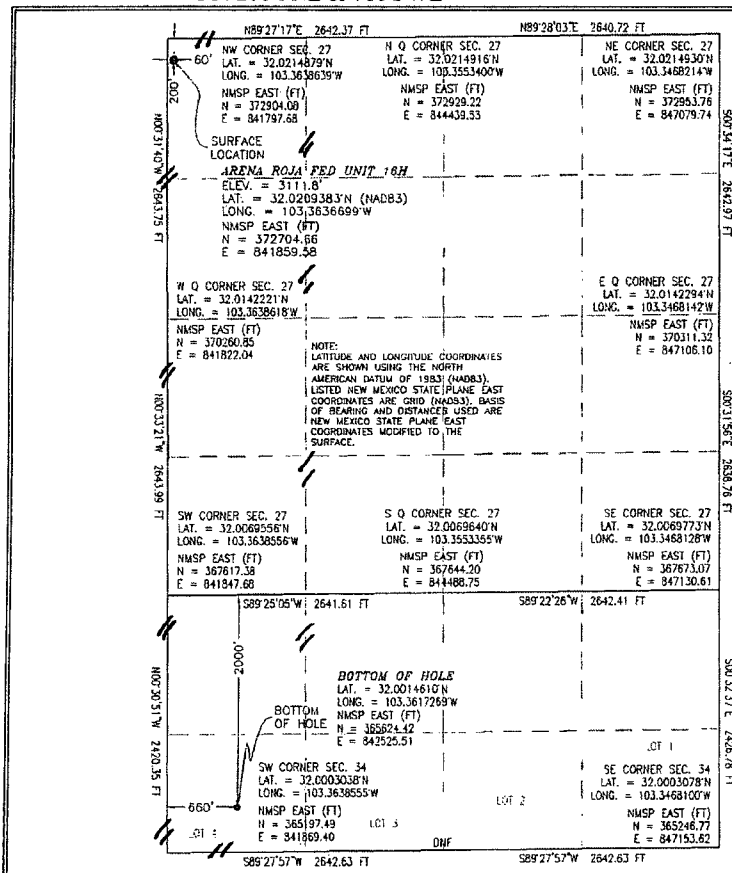 N89°27'17"E 2642.37 FT
N89°28'03"E 2640.72 FT
60'
200'
NW CORNER SEC. 27
LAT. = 32.0214879°N
LONG. = 103.3638639°W
NMSP EAST (FT)
N = 372904.08
E = 841797.68
N Q CORNER SEC. 27
LAT. = 32.0214916°N
LONG. = 103.3553400°W
NMSP EAST (FT)
N = 372929.22
E = 844439.53
NE CORNER SEC. 27
LAT. = 32.0214930°N
LONG. = 103.3468214°W
NMSP EAST (FT)
N = 372953.76
E = 847079.74
SURFACE
LOCATION
N00°31'40"W 2643.75 FT
S00°34'17"E 2642.97 FT
ARENA ROJA FED UNIT 16H
ELEV. = 3111.8'
LAT. = 32.0209383°N (NAD83)
LONG. = 103.3636699°W
NMSP EAST (FT)
N = 372704.66
E = 841859.58
W Q CORNER SEC. 27
LAT. = 32.0142221°N
LONG. = 103.3638618°W
NMSP EAST (FT)
N = 370260.85
E = 841822.04
E Q CORNER SEC. 27
LAT. = 32.0142294°N
LONG. = 103.3468142°W
NMSP EAST (FT)
N = 370311.32
E = 847106.10
NOTE:
LATITUDE AND LONGITUDE COORDINATES
ARE SHOWN USING THE NORTH
AMERICAN DATUM OF 1983 (NAD83).
LISTED NEW MEXICO STATE PLANE EAST
COORDINATES ARE GRID (NAD83). BASIS
OF BEARING AND DISTANCES USED ARE
NEW MEXICO STATE PLANE EAST
COORDINATES MODIFIED TO THE
SURFACE.
N00°33'21"W 2643.99 FT
S00°31'56"E 2638.76 FT
SW CORNER SEC. 27
LAT. = 32.0069556°N
LONG. = 103.3638556°W
NMSP EAST (FT)
N = 367617.38
E = 841847.68
S Q CORNER SEC. 27
LAT. = 32.0069640°N
LONG. = 103.3553355°W
NMSP EAST (FT)
N = 367644.20
E = 844488.75
SE CORNER SEC. 27
LAT. = 32.0069773°N
LONG. = 103.3468128°W
NMSP EAST (FT)
N = 367673.07
E = 847130.61
S89°25'05"W 2641.61 FT
S89°22'26"W 2642.41 FT
2000'
N00°30'51"W 2420.35 FT
S00°32'37"E 2426.78 FT
BOTTOM OF HOLE
LAT. = 32.0014610°N
LONG. = 103.3617269°W
NMSP EAST (FT)
N = 365624.42
E = 842525.51
BOTTOM
OF HOLE
LOT 1
SW CORNER SEC. 34
LAT. = 32.0003038°N
LONG. = 103.3638555°W
NMSP EAST (FT)
N = 365197.49
E = 841869.40
660'
LOT 4
LOT 3
LOT 2
SE CORNER SEC. 34
LAT. = 32.0003078°N
LONG. = 103.3468100°W
NMSP EAST (FT)
N = 365246.77
E = 847153.62
DNF
S89°27'57"W 2642.63 FT
S89°27'57"W 2642.63 FT